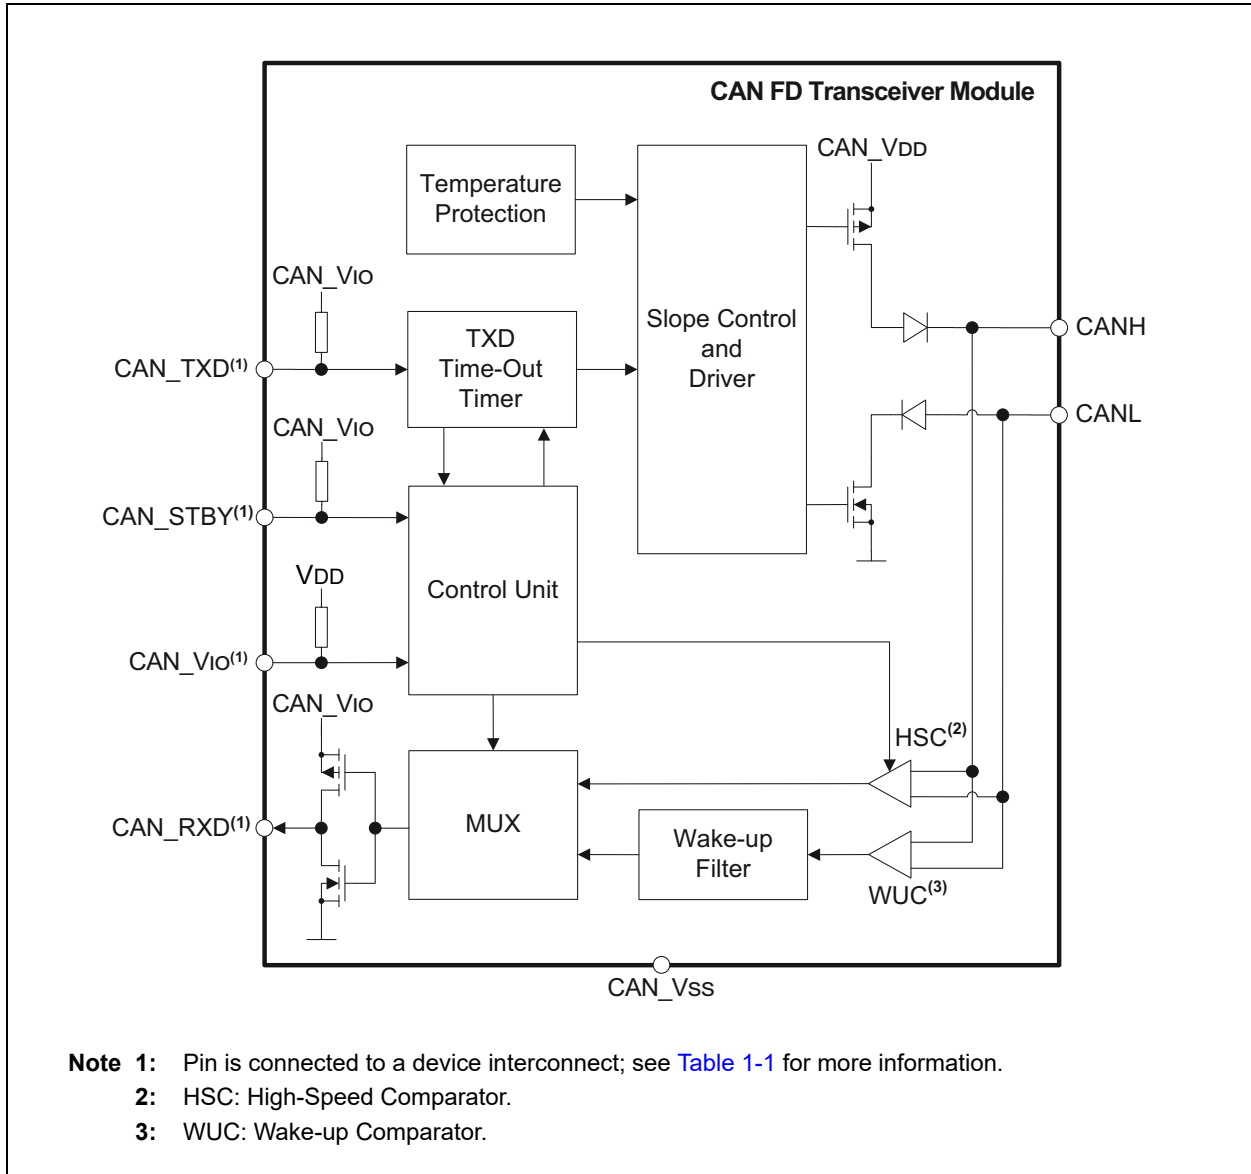 CAN FD Transceiver Module
CAN_VDD
Temperature
Protection
CAN_VIO
Slope Control
and
Driver
TXD
Time-Out
Timer
CANH
CAN_TXD(1)
CANL
CAN_VIO
CAN_STBY(1)
VDD
Control Unit
CAN_VIO(1)
CAN_VIO
HSC(2)
CAN_RXD(1)
MUX
Wake-up
Filter
WUC(3)
CAN_VSS
Note 1: Pin is connected to a device interconnect; see Table 1-1 for more information.
2: HSC: High-Speed Comparator.
3: WUC: Wake-up Comparator.